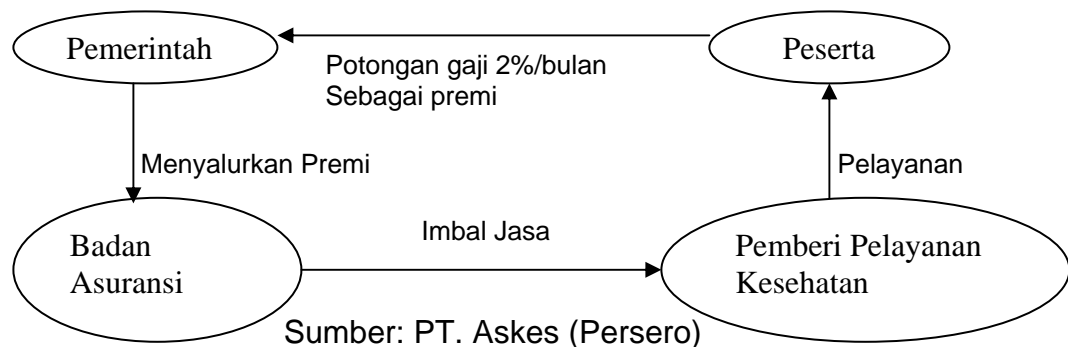 Pemerintah
Peserta
Potongan gaji 2%/bulan
Sebagai premi
Menyalurkan Premi
Pelayanan
Badan
Asuransi
Imbal Jasa
Pemberi Pelayanan
Kesehatan
Sumber: PT. Askes (Persero)